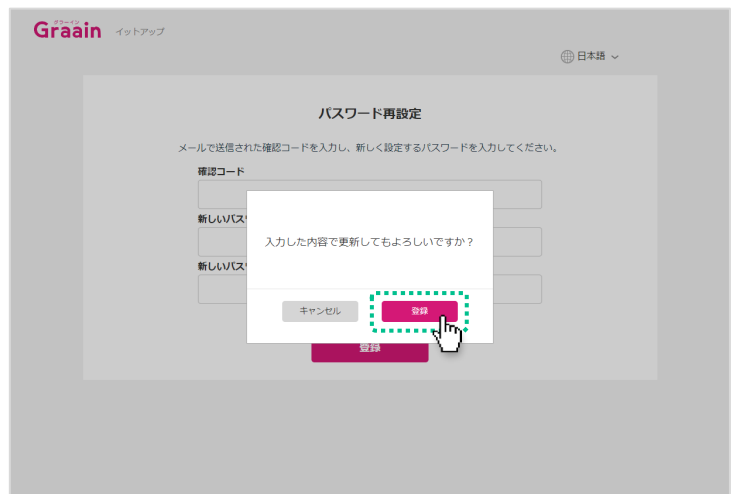 グラーイン
Graain イットアップ
日本語
パスワード再設定
メールで送信された確認コードを入力し、新しく設定するパスワードを入力してください。
確認コード
新しいパス
入力した内容で更新してもよろしいですか?
新しいパス
キャンセル 登録
登録